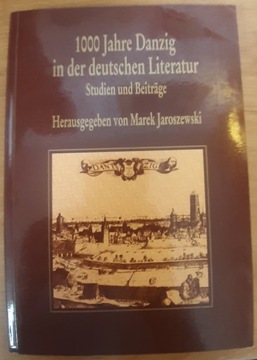 1000 Jahre Danzig
in der deutschen Literatur
Studien und Beiträge
Herausgegeben von Marek Jaroszewski